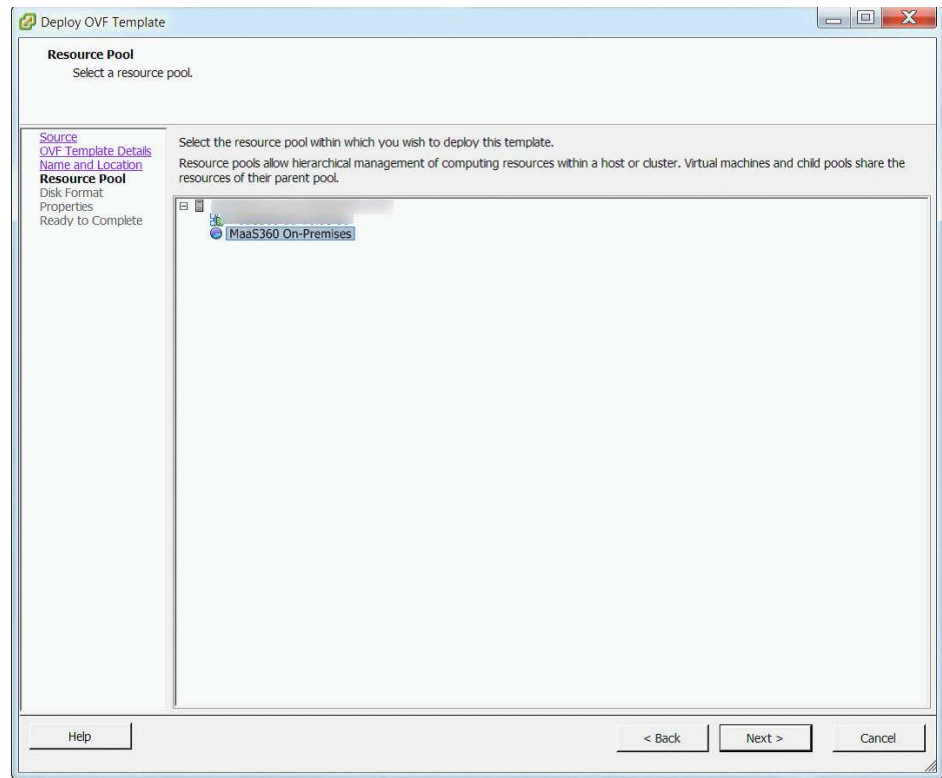 Deploy OVF Template
Resource Pool
Select a resource pool.
Source
OVF Template Details
Name and Location
Resource Pool
Disk Format
Properties
Ready to Complete
Select the resource pool within which you wish to deploy this template.
Resource pools allow hierarchical management of computing resources within a host or cluster. Virtual machines and child pools share the
resources of their parent pool.
MaaS360 On-Premises
Help
< Back
Next >
Cancel